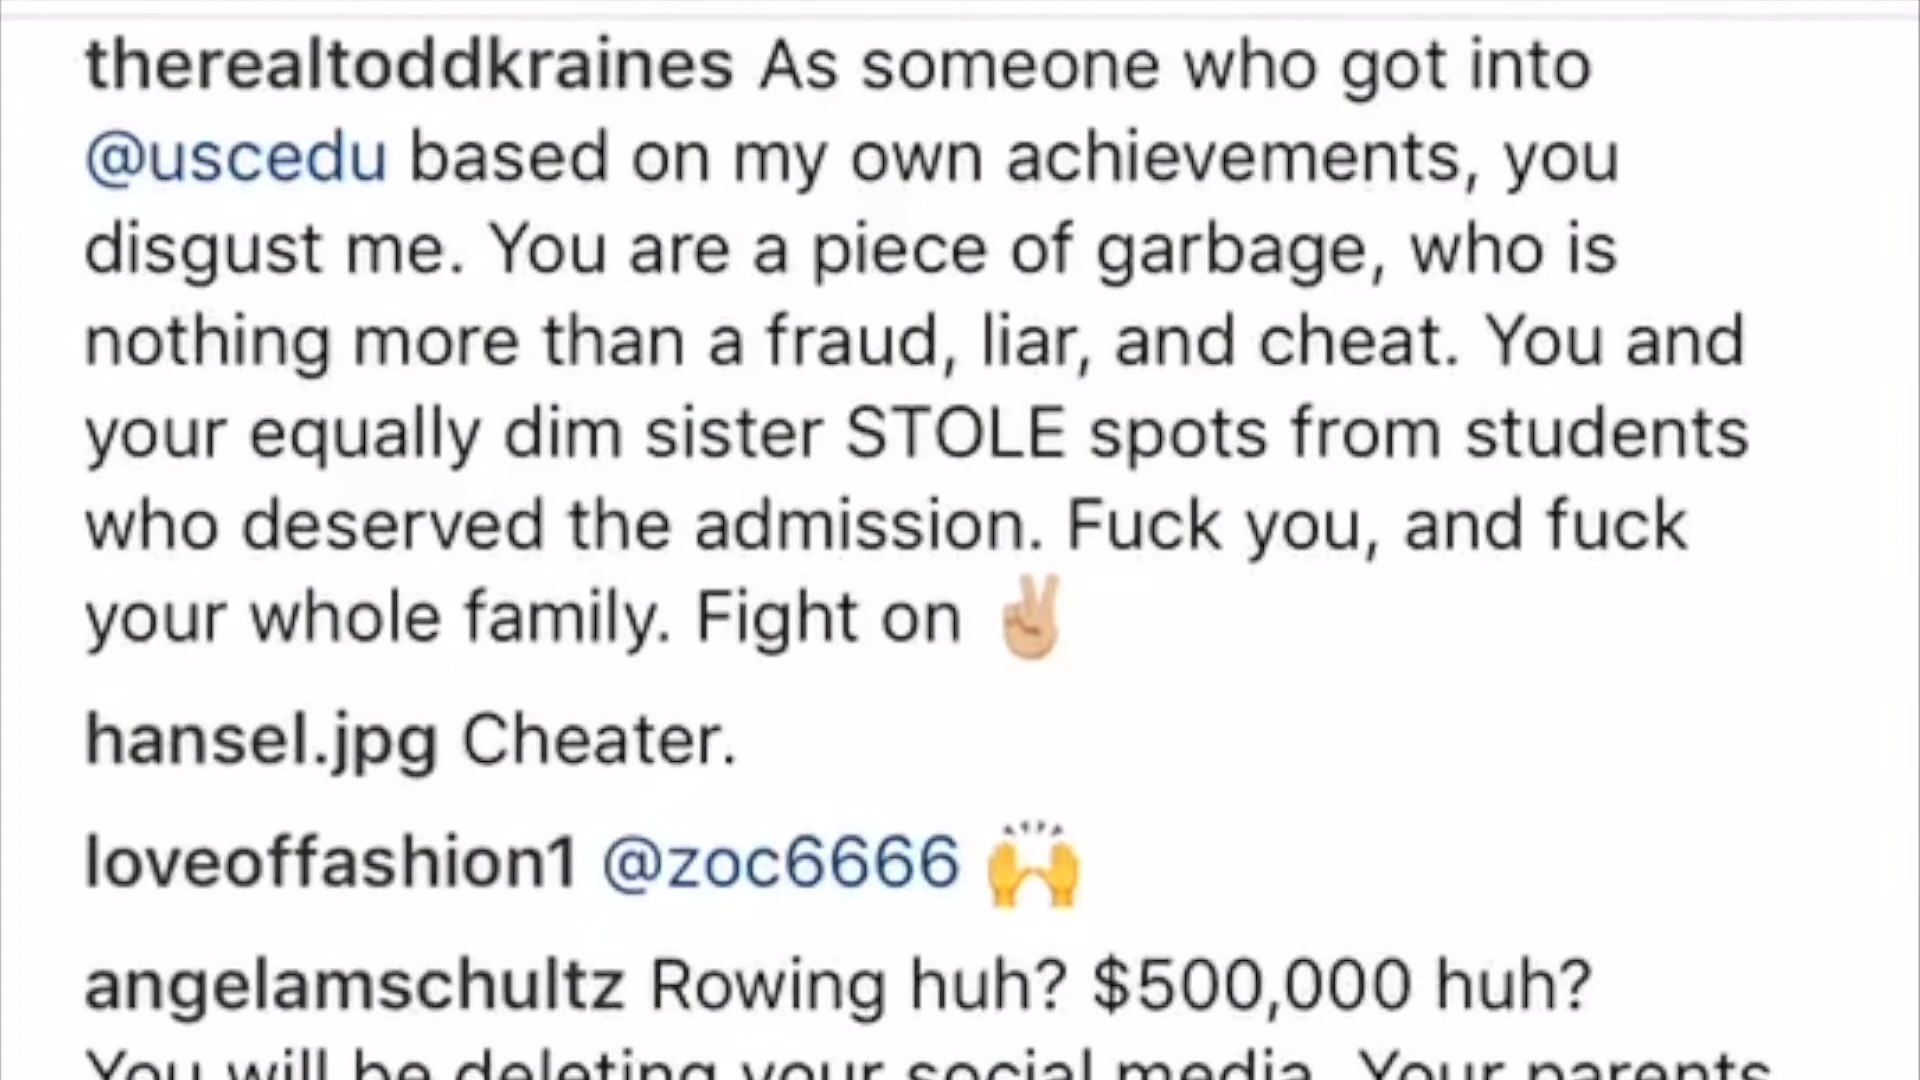 therealtoddkraines As someone who got into
@uscedu based on my own achievements, you
disgust me. You are a piece of garbage, who is
nothing more than a fraud, liar, and cheat. You and
your equally dim sister STOLE spots from students
who deserved the admission. Fuck you, and fuck
your whole family. Fight on ✌🏼
hansel.jpg Cheater.
loveoffashion1 @zoc6666 🙌
angelamschultz Rowing huh? $500,000 huh?
You will be deleting your social media. Your parents